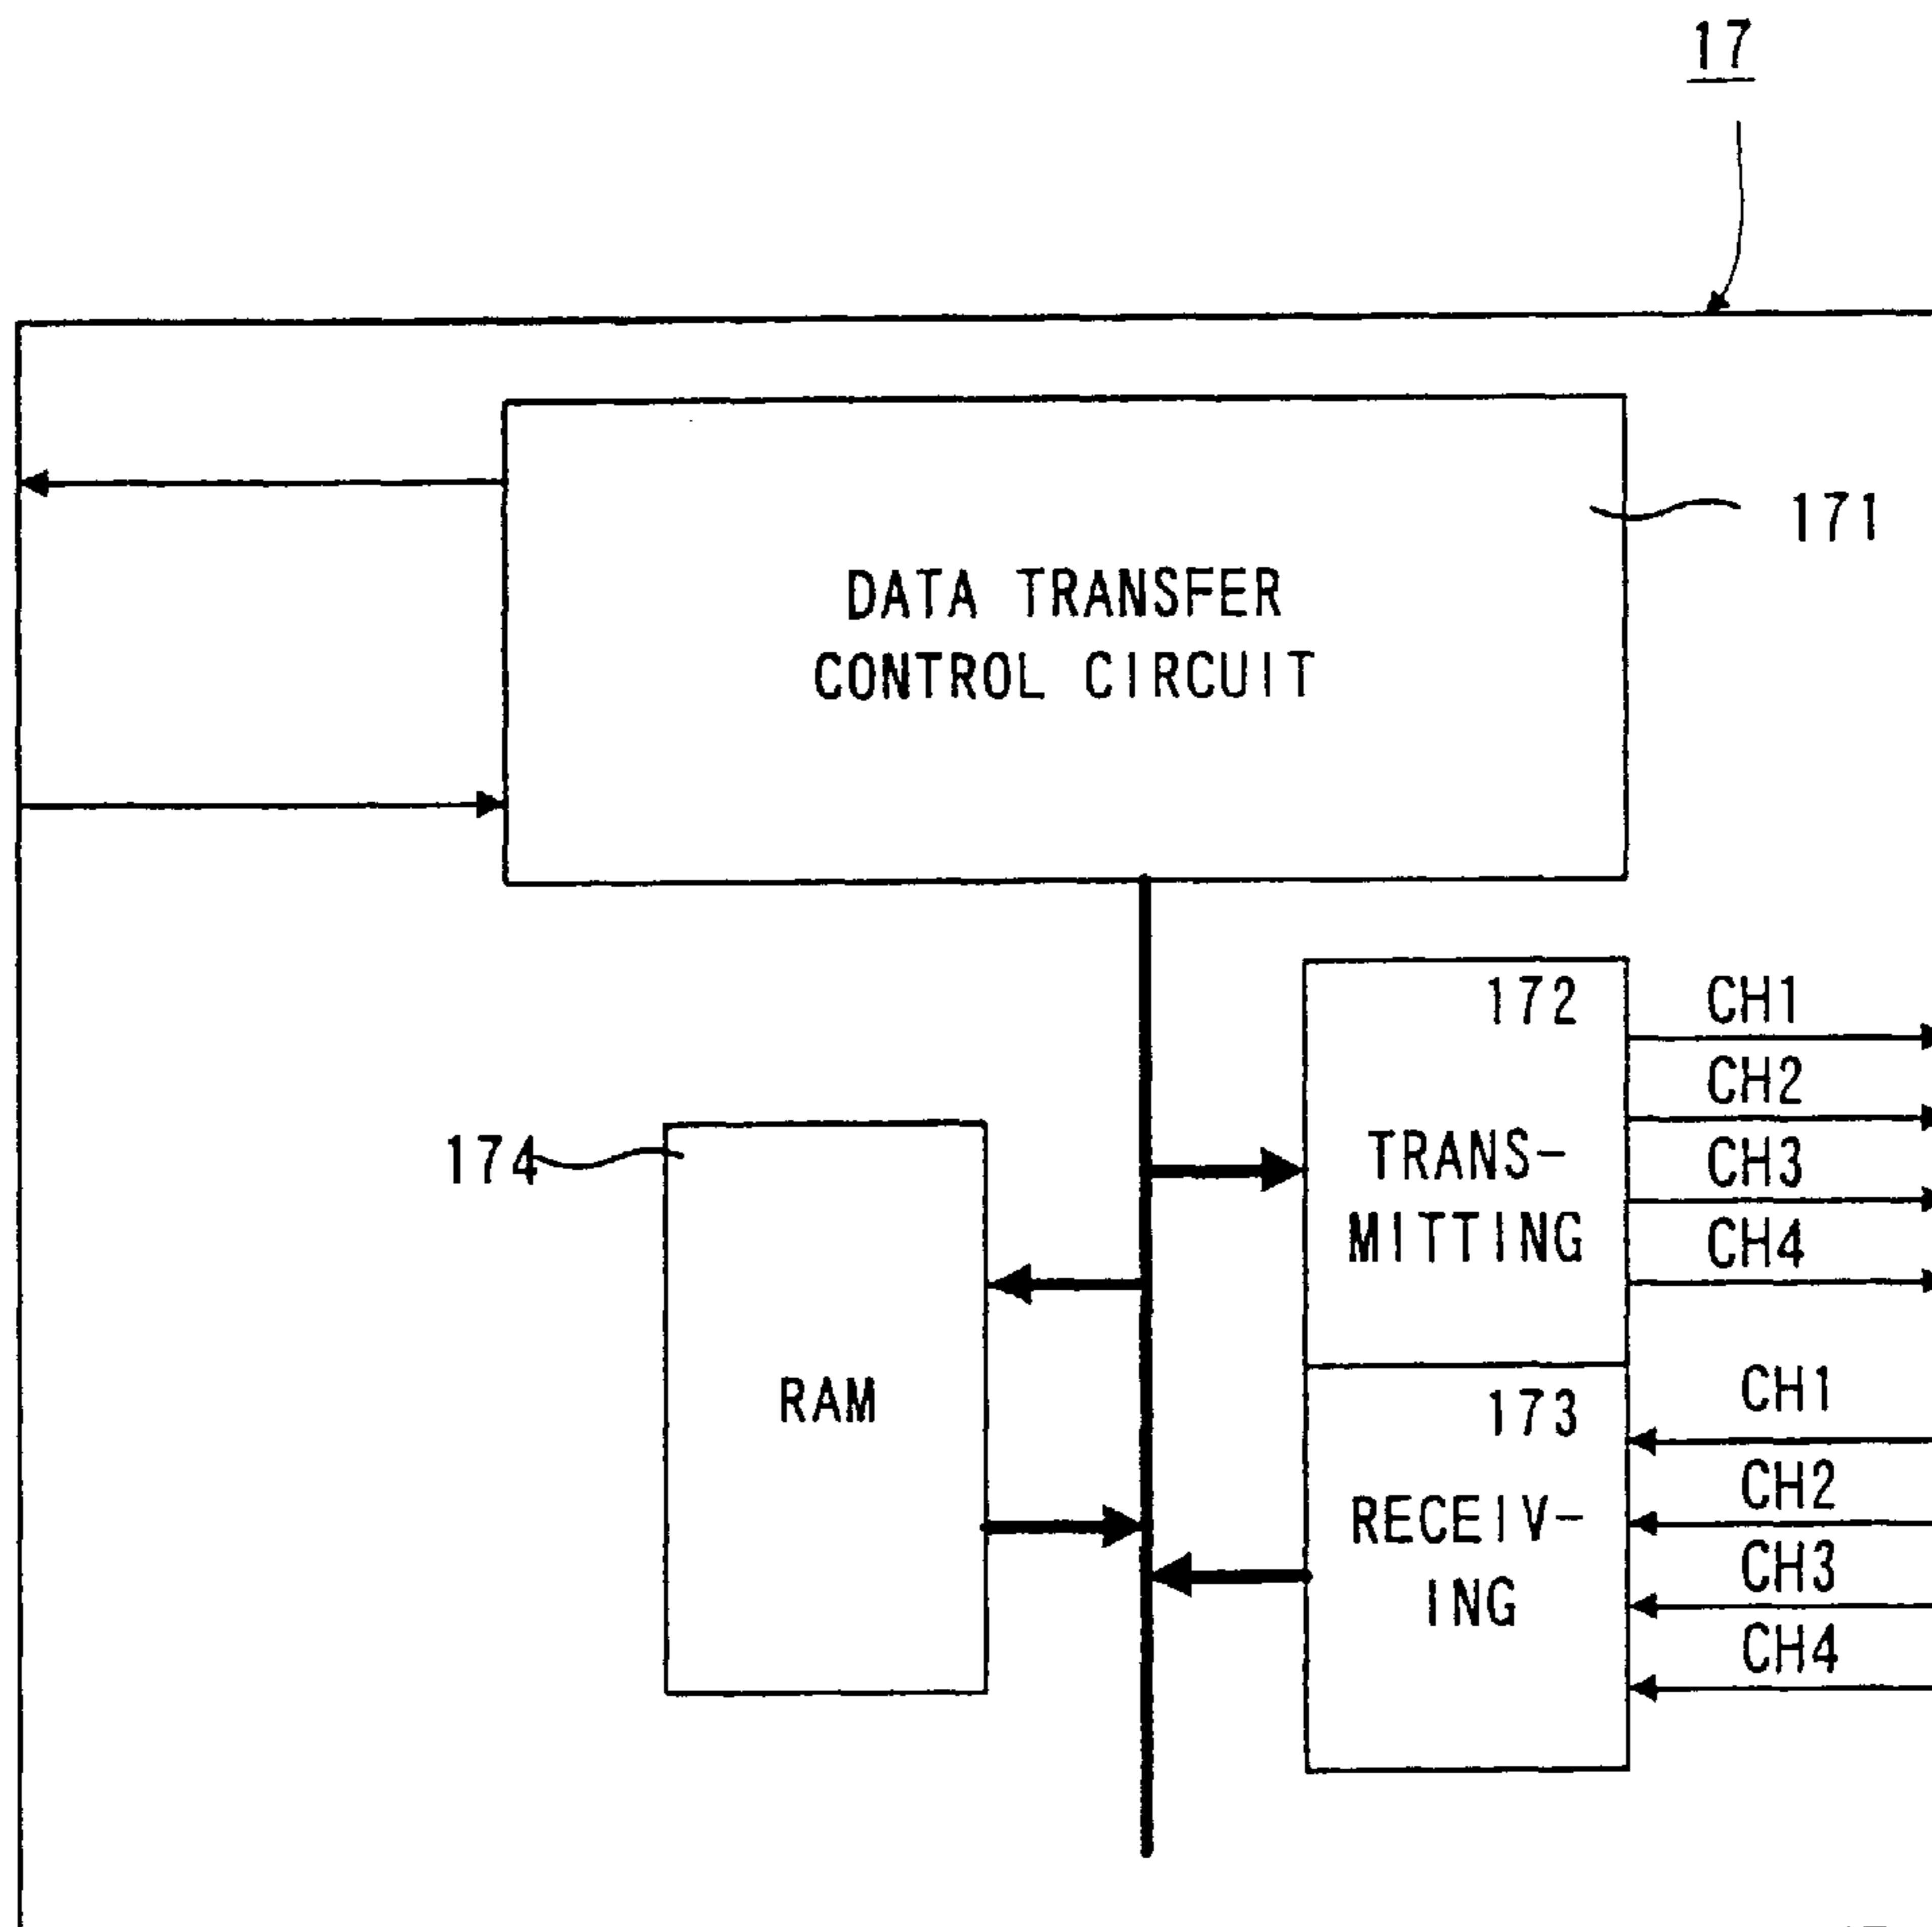 17
171
DATA TRANSFER
CONTROL CIRCUIT
172
CH1
CH2
174
TRANS-
CH3
MITTING
CH4
RAM
173
CH1
CH2
RECEIV-
CH3
ING
CH4